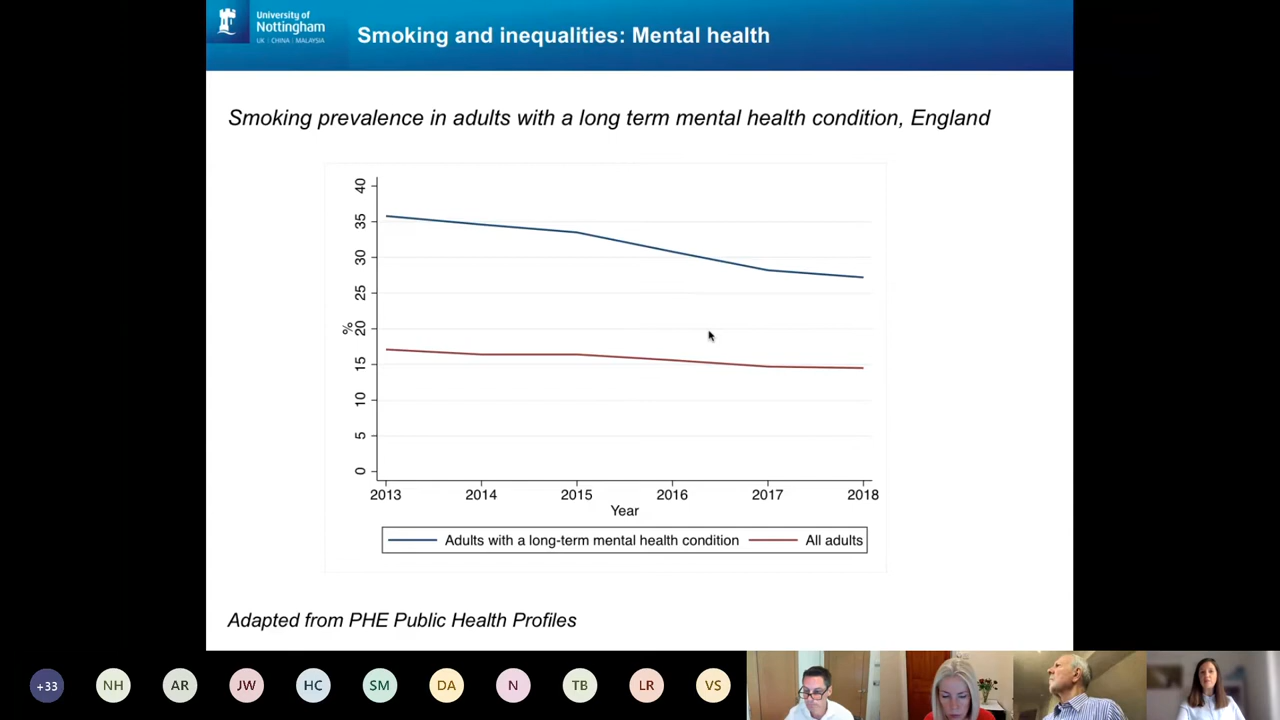 University of
Nottingham
UK | CHINA | MALAYSIA
Smoking and inequalities: Mental health
Smoking prevalence in adults with a long term mental health condition, England
40
35
30
25
20
15
10
5
0
%
2013 2014 2015 2016 2017 2018
Year
Adults with a long-term mental health condition All adults
Adapted from PHE Public Health Profiles
+33 NH AR JW HC SM DA N TB LR VS